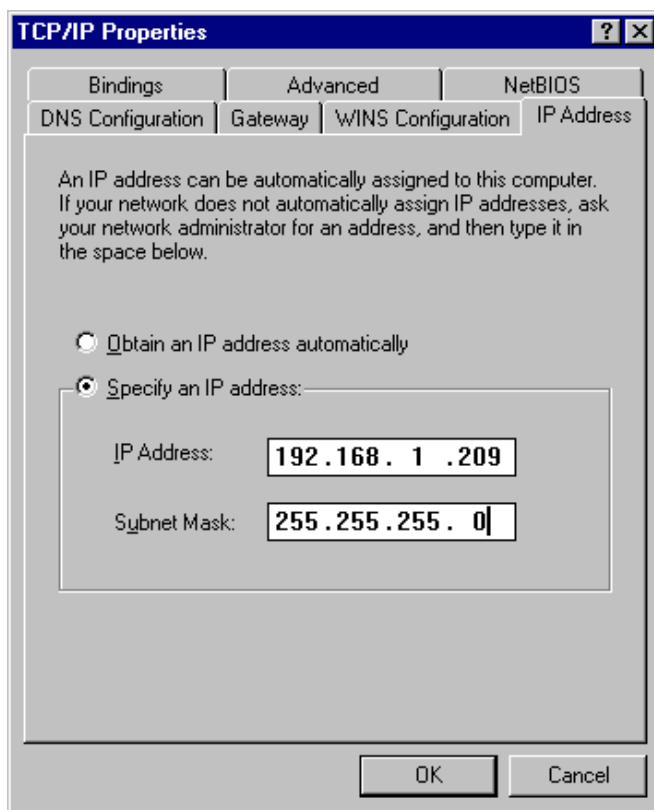 TCP/IP Properties
Bindings Advanced NetBIOS
DNS Configuration Gateway WINS Configuration IP Address
An IP address can be automatically assigned to this computer.
If your network does not automatically assign IP addresses, ask
your network administrator for an address, and then type it in
the space below.
Obtain an IP address automatically
Specify an IP address:
IP Address: 192.168. 1 .209
Subnet Mask: 255.255.255. 0
OK Cancel